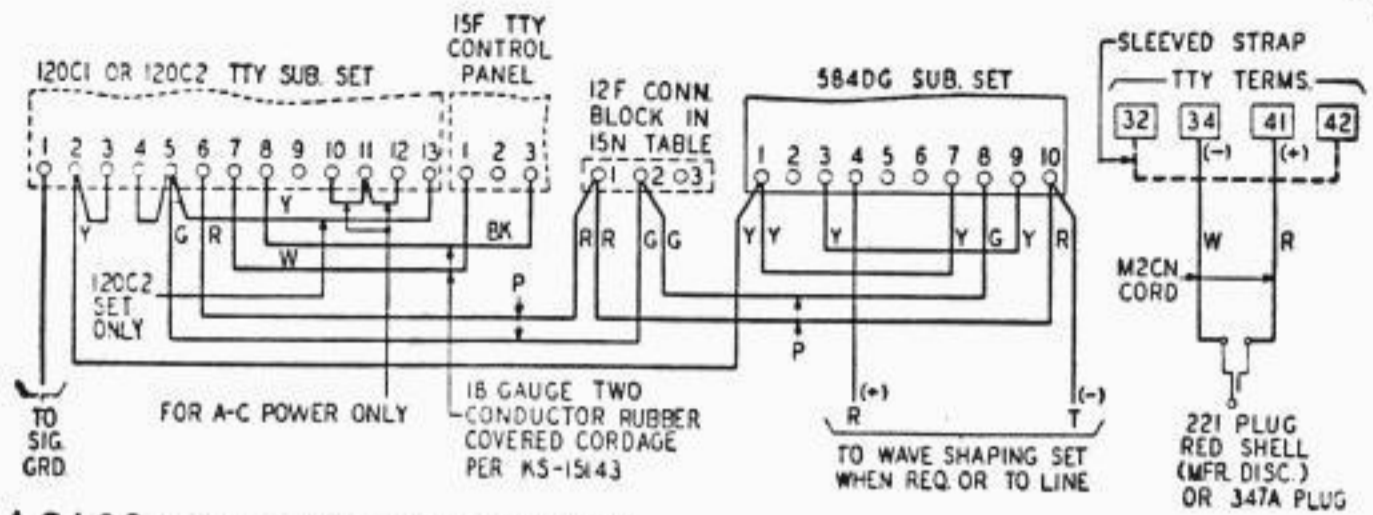 15F TTY
CONTROL
PANEL
120C1 OR 120C2 TTY SUB. SET
12F CONN.
BLOCK IN
15N TABLE
584DG SUB. SET
SLEEVED STRAP
TTY TERMS.
32 34 41 42
(-) (+)
1 2 3 4 5 6 7 8 9 10 11 12 13
1 2 3
1 2 3
1 2 3 4 5 6 7 8 9 10
Y
Y G R
BK
W
R R G G
Y Y Y Y G Y R
W R
M2CN
CORD
120C2
SET
ONLY
P
P
TO
SIG.
GRD.
FOR A-C POWER ONLY
18 GAUGE TWO
CONDUCTOR RUBBER
COVERED CORDAGE
PER KS-15143
(+) (-)
R T
TO WAVE SHAPING SET
WHEN REQ. OR TO LINE
221 PLUG
RED SHELL
(MFR. DISC.)
OR 347A PLUG